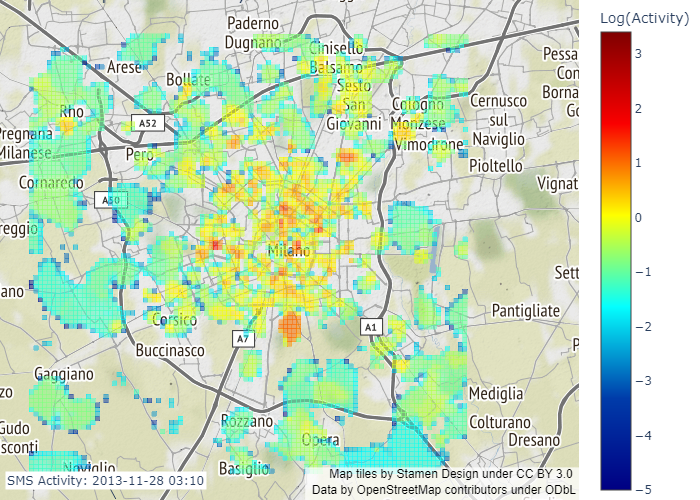 Log(Activity)
Paderno
Dugnano
Cinisello
Balsamo
Arese
Bollate
Sesto
San
Giovanni
Cologno
Monzese
Cernusco
sul
Naviglio
Pessa
Con
Borna
Go
Rho
A52
Pregnana
Milanese
Pero
Vimodrone
Pioltello
Cornaredo
A50
Vignat
reggio
Milano
Sett
ano
Corsico
A7
A1
Pantigliate
P
Buccinasco
Gaggiano
Mediglia
zo
Rozzano
Colturano
Gudo
Opera
Dresano
sconti
Noviglio
Basiglio
SMS Activity: 2013-11-28 03:10
Map tiles by Stamen Design under CC BY 3.0
Data by OpenStreetMap contributors under ODbL
3
2
1
0
−1
−2
−3
−4
−5